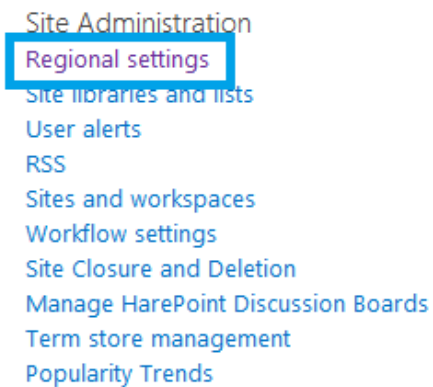 Site Administration
Regional settings
Site libraries and lists
User alerts
RSS
Sites and workspaces
Workflow settings
Site Closure and Deletion
Manage HarePoint Discussion Boards
Term store management
Popularity Trends